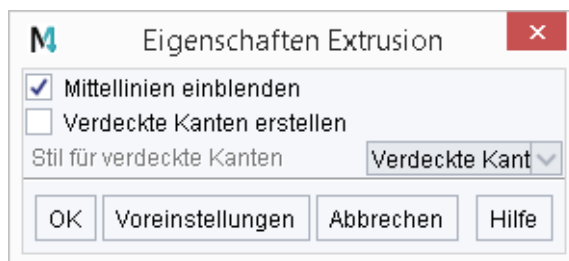 Eigenschaften Extrusion
Mittellinien einblenden
Verdeckte Kanten erstellen
Stil für verdeckte Kanten Verdeckte Kant
OK Voreinstellungen Abbrechen Hilfe